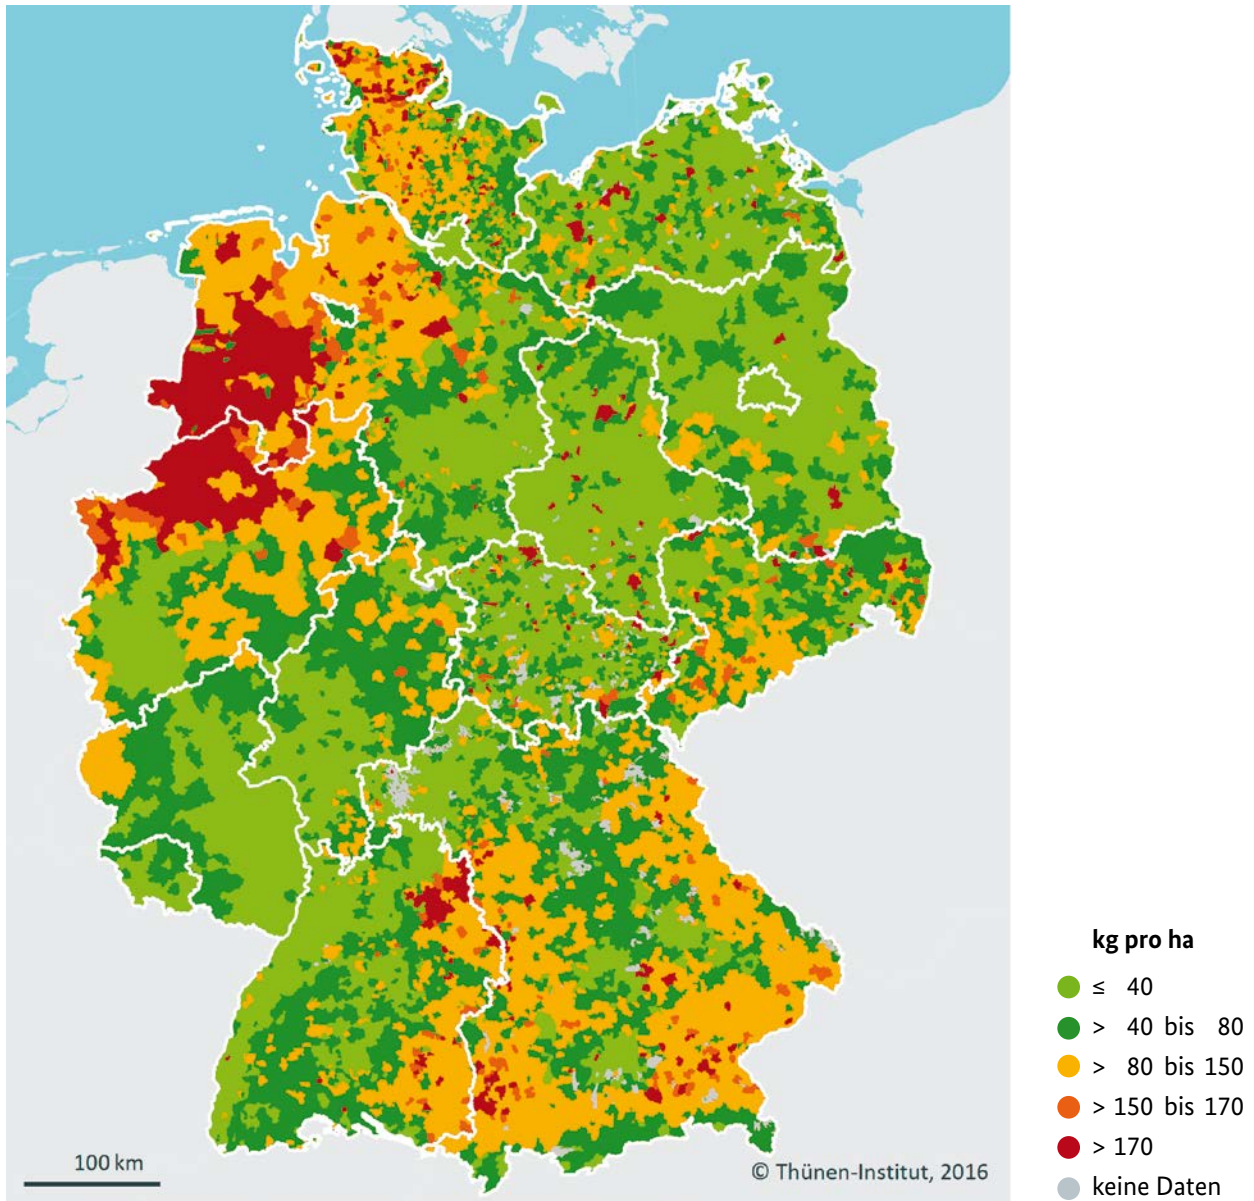 kg pro ha
≤ 40
> 40 bis 80
> 80 bis 150
> 150 bis 170
> 170
keine Daten
100 km
© Thünen-Institut, 2016